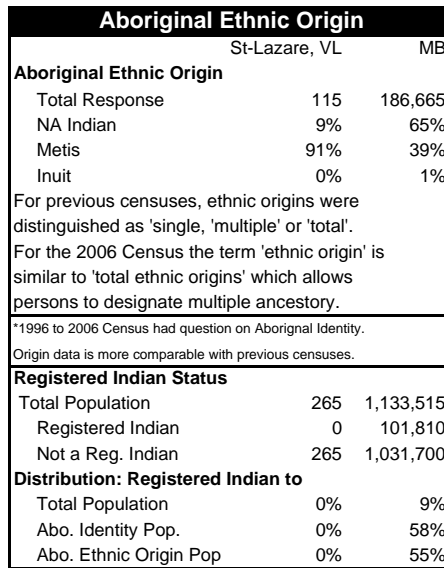 Aboriginal Ethnic Origin
St-Lazare, VL MB
Aboriginal Ethnic Origin
Total Response 115 186,665
NA Indian 9% 65%
Metis 91% 39%
Inuit 0% 1%
For previous censuses, ethnic origins were
distinguished as 'single, 'multiple' or 'total'.
For the 2006 Census the term 'ethnic origin' is
similar to 'total ethnic origins' which allows
persons to designate multiple ancestory.
*1996 to 2006 Census had question on Aborignal Identity.
Origin data is more comparable with previous censuses.
Registered Indian Status
Total Population 265 1,133,515
Registered Indian 0 101,810
Not a Reg. Indian 265 1,031,700
Distribution: Registered Indian to
Total Population 0% 9%
Abo. Identity Pop. 0% 58%
Abo. Ethnic Origin Pop 0% 55%